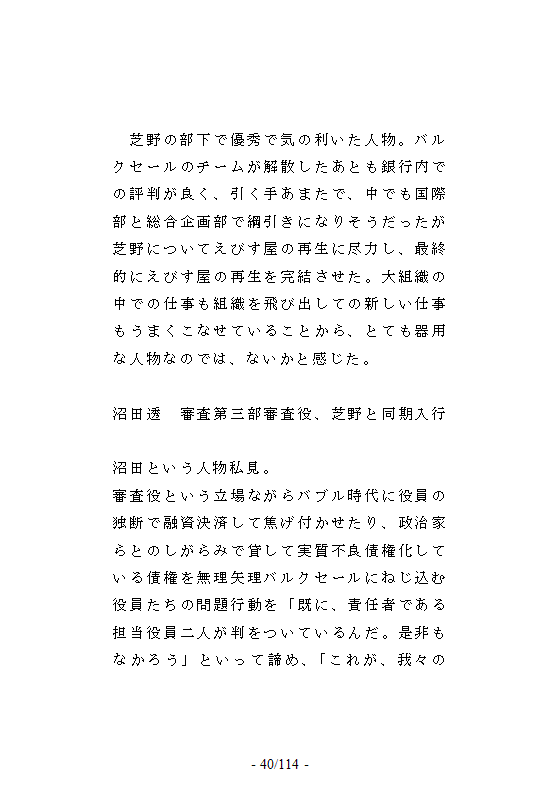 芝野の部下で優秀で気の利いた人物。バル
クセールのチームが解散したあとも銀行内で
の評判が良く、引く手あまたで、中でも国際
部と総合企画部で綱引きになりそうだったが
芝野についてえびす屋の再生に尽力し、最終
的にえびす屋の再生を完結させた。大組織の
中での仕事も組織を飛び出しての新しい仕事
もうまくこなせていることから、とても器用
な人物なのでは、ないかと感じた。
沼田透　審査第三部審査役、芝野と同期入行
沼田という人物私見。
審査役という立場ながらバブル時代に役員の
独断で融資決済して焦げ付かせたり、政治家
らとのしがらみで貸して実質不良債権化して
いる債権を無理矢理バルクセールにねじ込む
役員たちの問題行動を「既に、責任者である
担当役員二人が判をついているんだ。是非も
なかろう」といって諦め、「これが、我々の
- 40/114 -